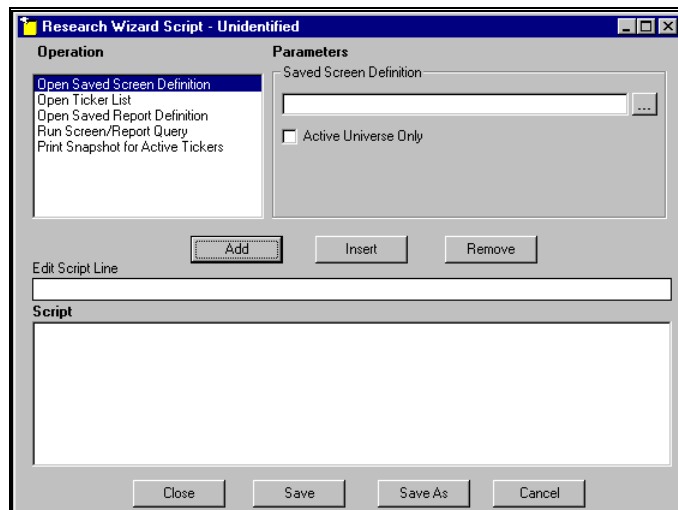 Research Wizard Script - Unidentified
Operation
Parameters
Open Saved Screen Definition
Open Ticker List
Open Saved Report Definition
Run Screen/Report Query
Print Snapshot for Active Tickers
Saved Screen Definition
...
Active Universe Only
Add Insert Remove
Edit Script Line
Script
Close Save Save As Cancel